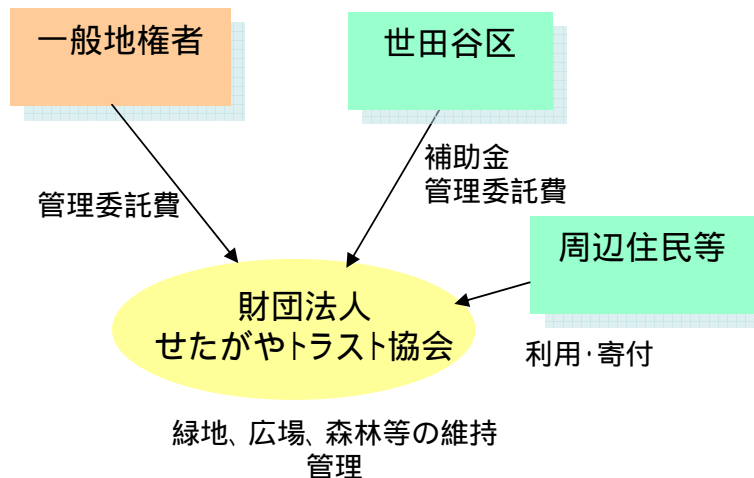 一般地権者
世田谷区
補助金
管理委託費
管理委託費
周辺住民等
財団法人
せたがやトラスト協会
利用・寄付
緑地、広場、森林等の維持
管理